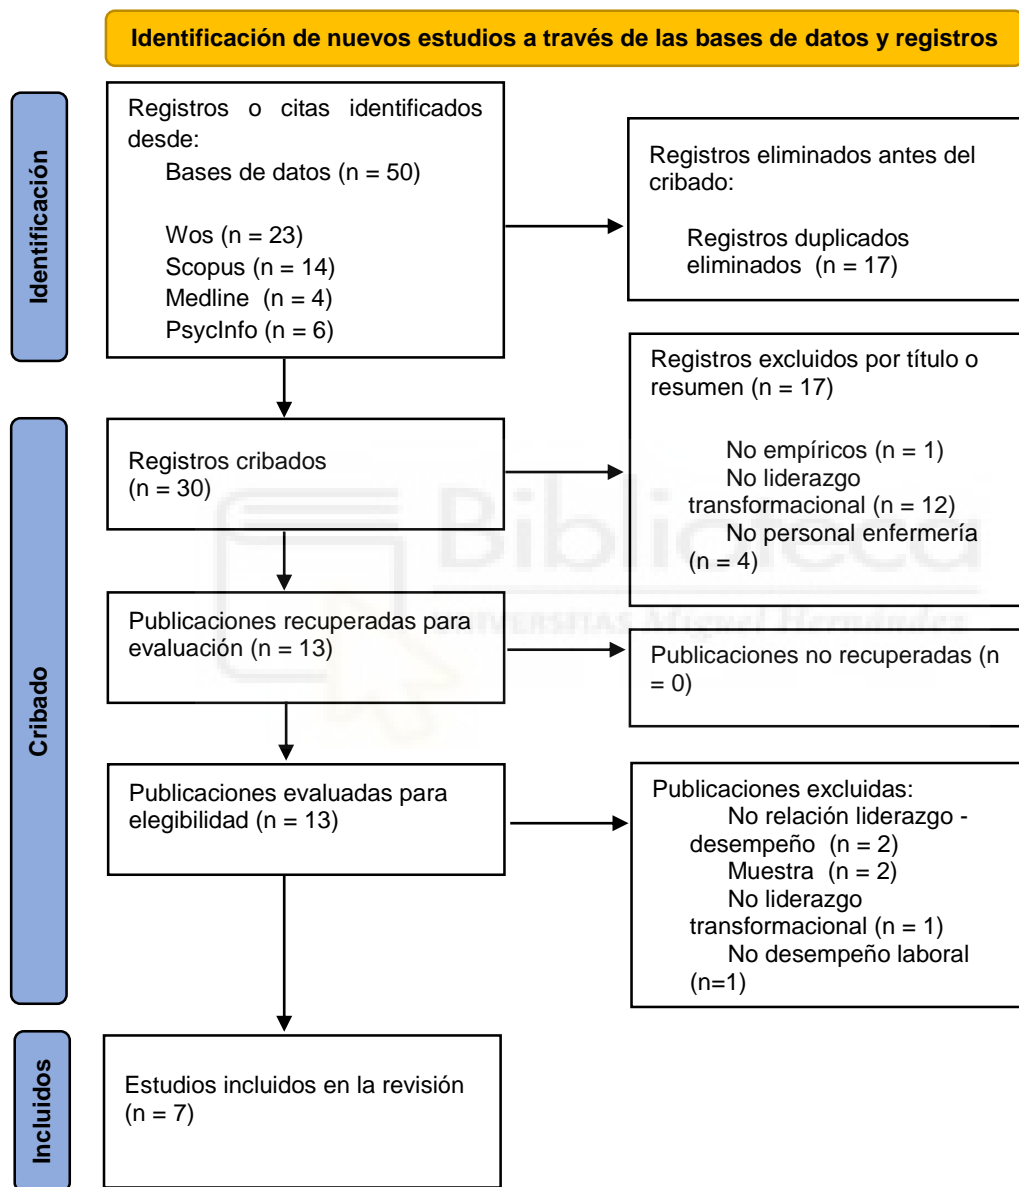 Identificación de nuevos estudios a través de las bases de datos y registros
Identificación
Registros o citas identificados
desde:
Bases de datos (n = 50)
Wos (n = 23)
Scopus (n = 14)
Medline (n = 4)
PsycInfo (n = 6)
Registros eliminados antes del
cribado:
Registros duplicados
eliminados (n = 17)
Cribado
Registros cribados
(n = 30)
Registros excluidos por título o
resumen (n = 17)
No empíricos (n = 1)
No liderazgo
transformacional (n = 12)
No personal enfermería
(n = 4)
Publicaciones recuperadas para
evaluación (n = 13)
Publicaciones no recuperadas (n
= 0)
Publicaciones evaluadas para
elegibilidad (n = 13)
Publicaciones excluidas:
No relación liderazgo -
desempeño (n = 2)
Muestra (n = 2)
No liderazgo
transformacional (n = 1)
No desempeño laboral
(n=1)
Incluidos
Estudios incluidos en la revisión
(n = 7)
Biblioteca
UNIVERSITAS Miguel Hernández